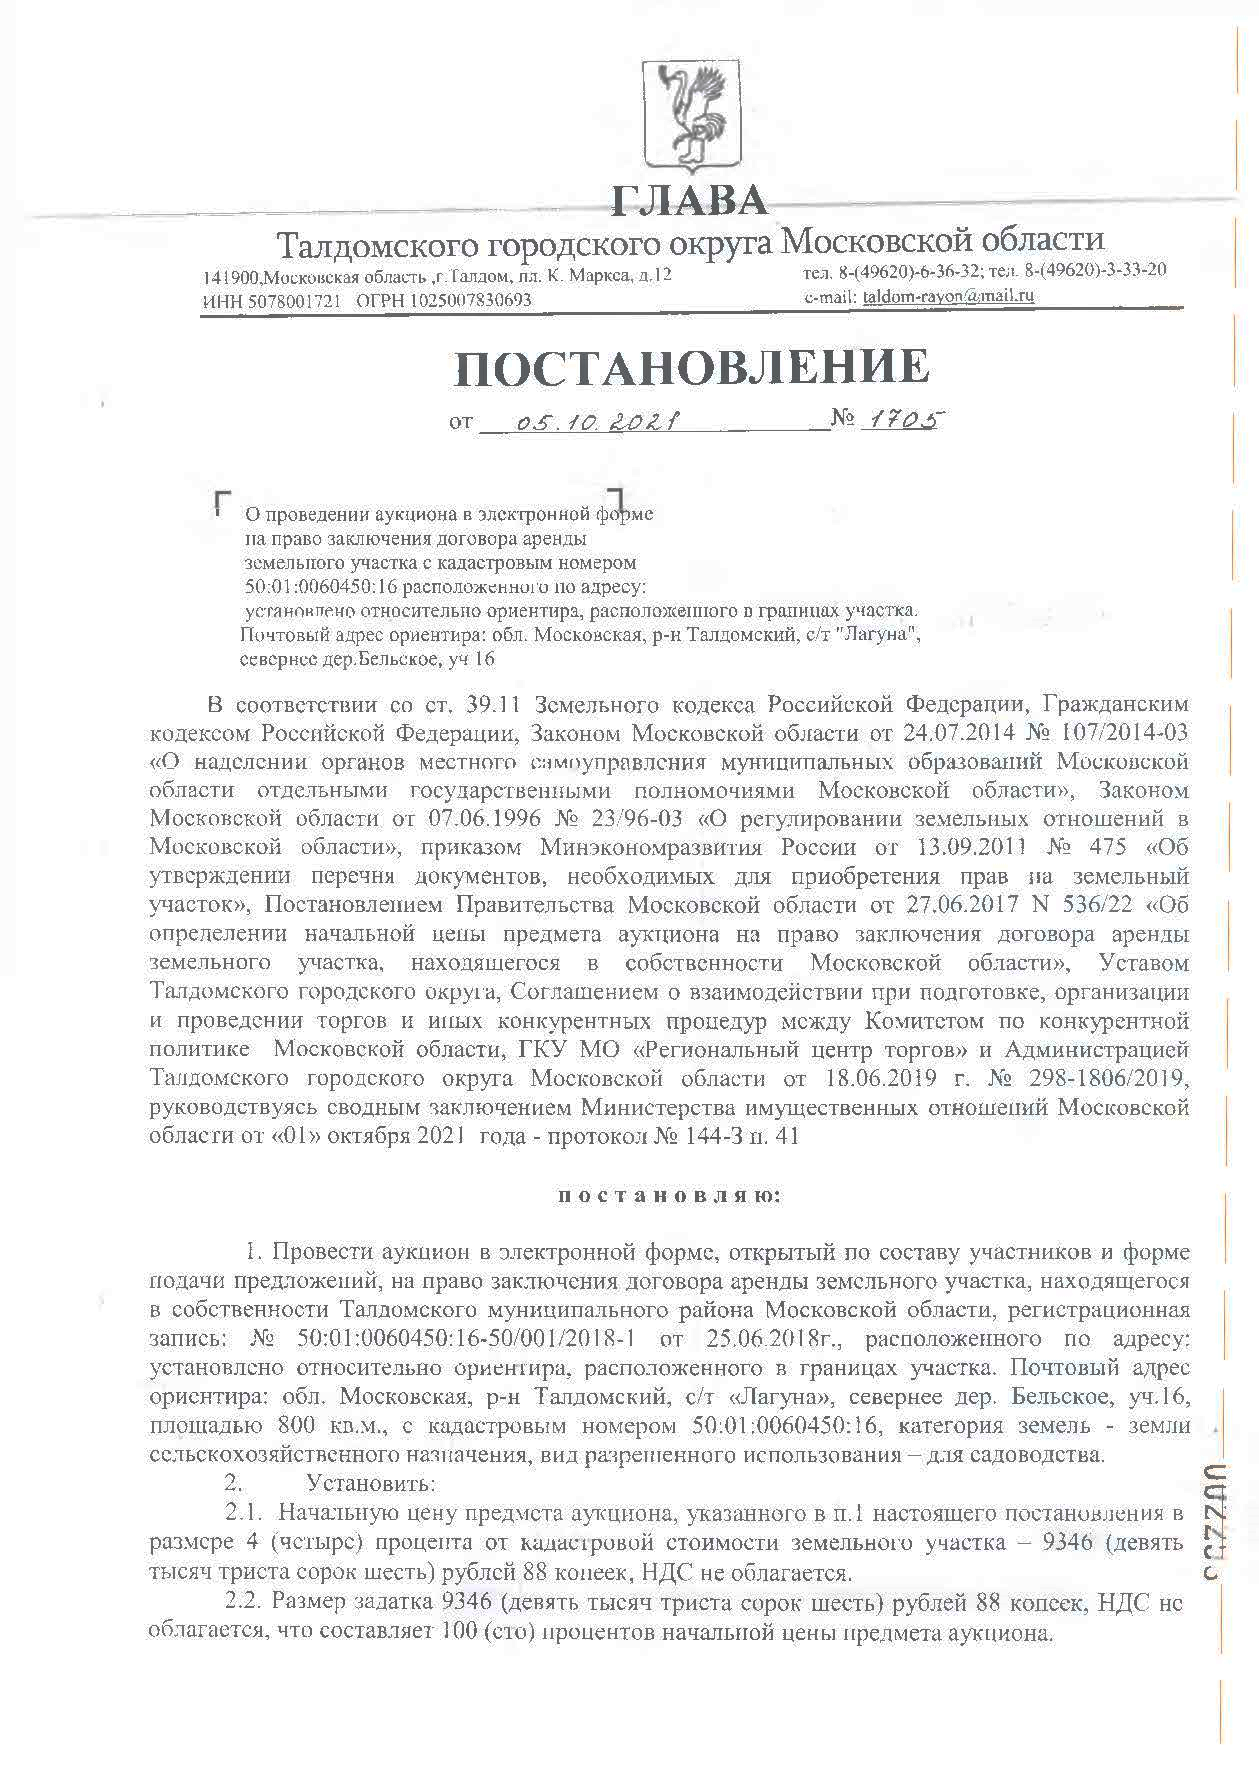 ГЛАВА
Талдомского городского округа Московской области
141900,Московская область ,г.Талдом, пл. К. Маркса, д.12
тел. 8-(49620)-6-36-32; тел. 8-(49620)-3-33-20
ИНН 5078001721 ОГРН 1025007830693
e-mail: taldom-rayon@mail.ru
ПОСТАНОВЛЕНИЕ
от 05.10.2021 № 1705
О проведении аукциона в электронной форме
на право заключения договора аренды
земельного участка с кадастровым номером
50:01:0060450:16 расположенного по адресу:
установлено относительно ориентира, расположенного в границах участка.
Почтовый адрес ориентира: обл. Московская, р-н Талдомский, с/т "Лагуна",
севернее дер.Бельское, уч 16
В соответствии со ст. 39.11 Земельного кодекса Российской Федерации, Гражданским
кодексом Российской Федерации, Законом Московской области от 24.07.2014 № 107/2014-ОЗ
«О наделении органов местного самоуправления муниципальных образований Московской
области отдельными государственными полномочиями Московской области», Законом
Московской области от 07.06.1996 № 23/96-ОЗ «О регулировании земельных отношений в
Московской области», приказом Минэкономразвития России от 13.09.2011 № 475 «Об
утверждении перечня документов, необходимых для приобретения прав на земельный
участок», Постановлением Правительства Московской области от 27.06.2017 N 536/22 «Об
определении начальной цены предмета аукциона на право заключения договора аренды
земельного участка, находящегося в собственности Московской области», Уставом
Талдомского городского округа, Соглашением о взаимодействии при подготовке, организации
и проведении торгов и иных конкурентных процедур между Комитетом по конкурентной
политике Московской области, ГКУ МО «Региональный центр торгов» и Администрацией
Талдомского городского округа Московской области от 18.06.2019 г. № 298-1806/2019,
руководствуясь сводным заключением Министерства имущественных отношений Московской
области от «01» октября 2021 года - протокол № 144-З п. 41
п о с т а н о в л я ю:
1. Провести аукцион в электронной форме, открытый по составу участников и форме
подачи предложений, на право заключения договора аренды земельного участка, находящегося
в собственности Талдомского муниципального района Московской области, регистрационная
запись: № 50:01:0060450:16-50/001/2018-1 от 25.06.2018г., расположенного по адресу:
установлено относительно ориентира, расположенного в границах участка. Почтовый адрес
ориентира: обл. Московская, р-н Талдомский, с/т «Лагуна», севернее дер. Бельское, уч.16,
площадью 800 кв.м., с кадастровым номером 50:01:0060450:16, категория земель - земли
сельскохозяйственного назначения, вид разрешенного использования – для садоводства.
2. Установить:
2.1. Начальную цену предмета аукциона, указанного в п.1 настоящего постановления в
размере 4 (четыре) процента от кадастровой стоимости земельного участка – 9346 (девять
тысяч триста сорок шесть) рублей 88 копеек, НДС не облагается.
2.2. Размер задатка 9346 (девять тысяч триста сорок шесть) рублей 88 копеек, НДС не
облагается, что составляет 100 (сто) процентов начальной цены предмета аукциона.